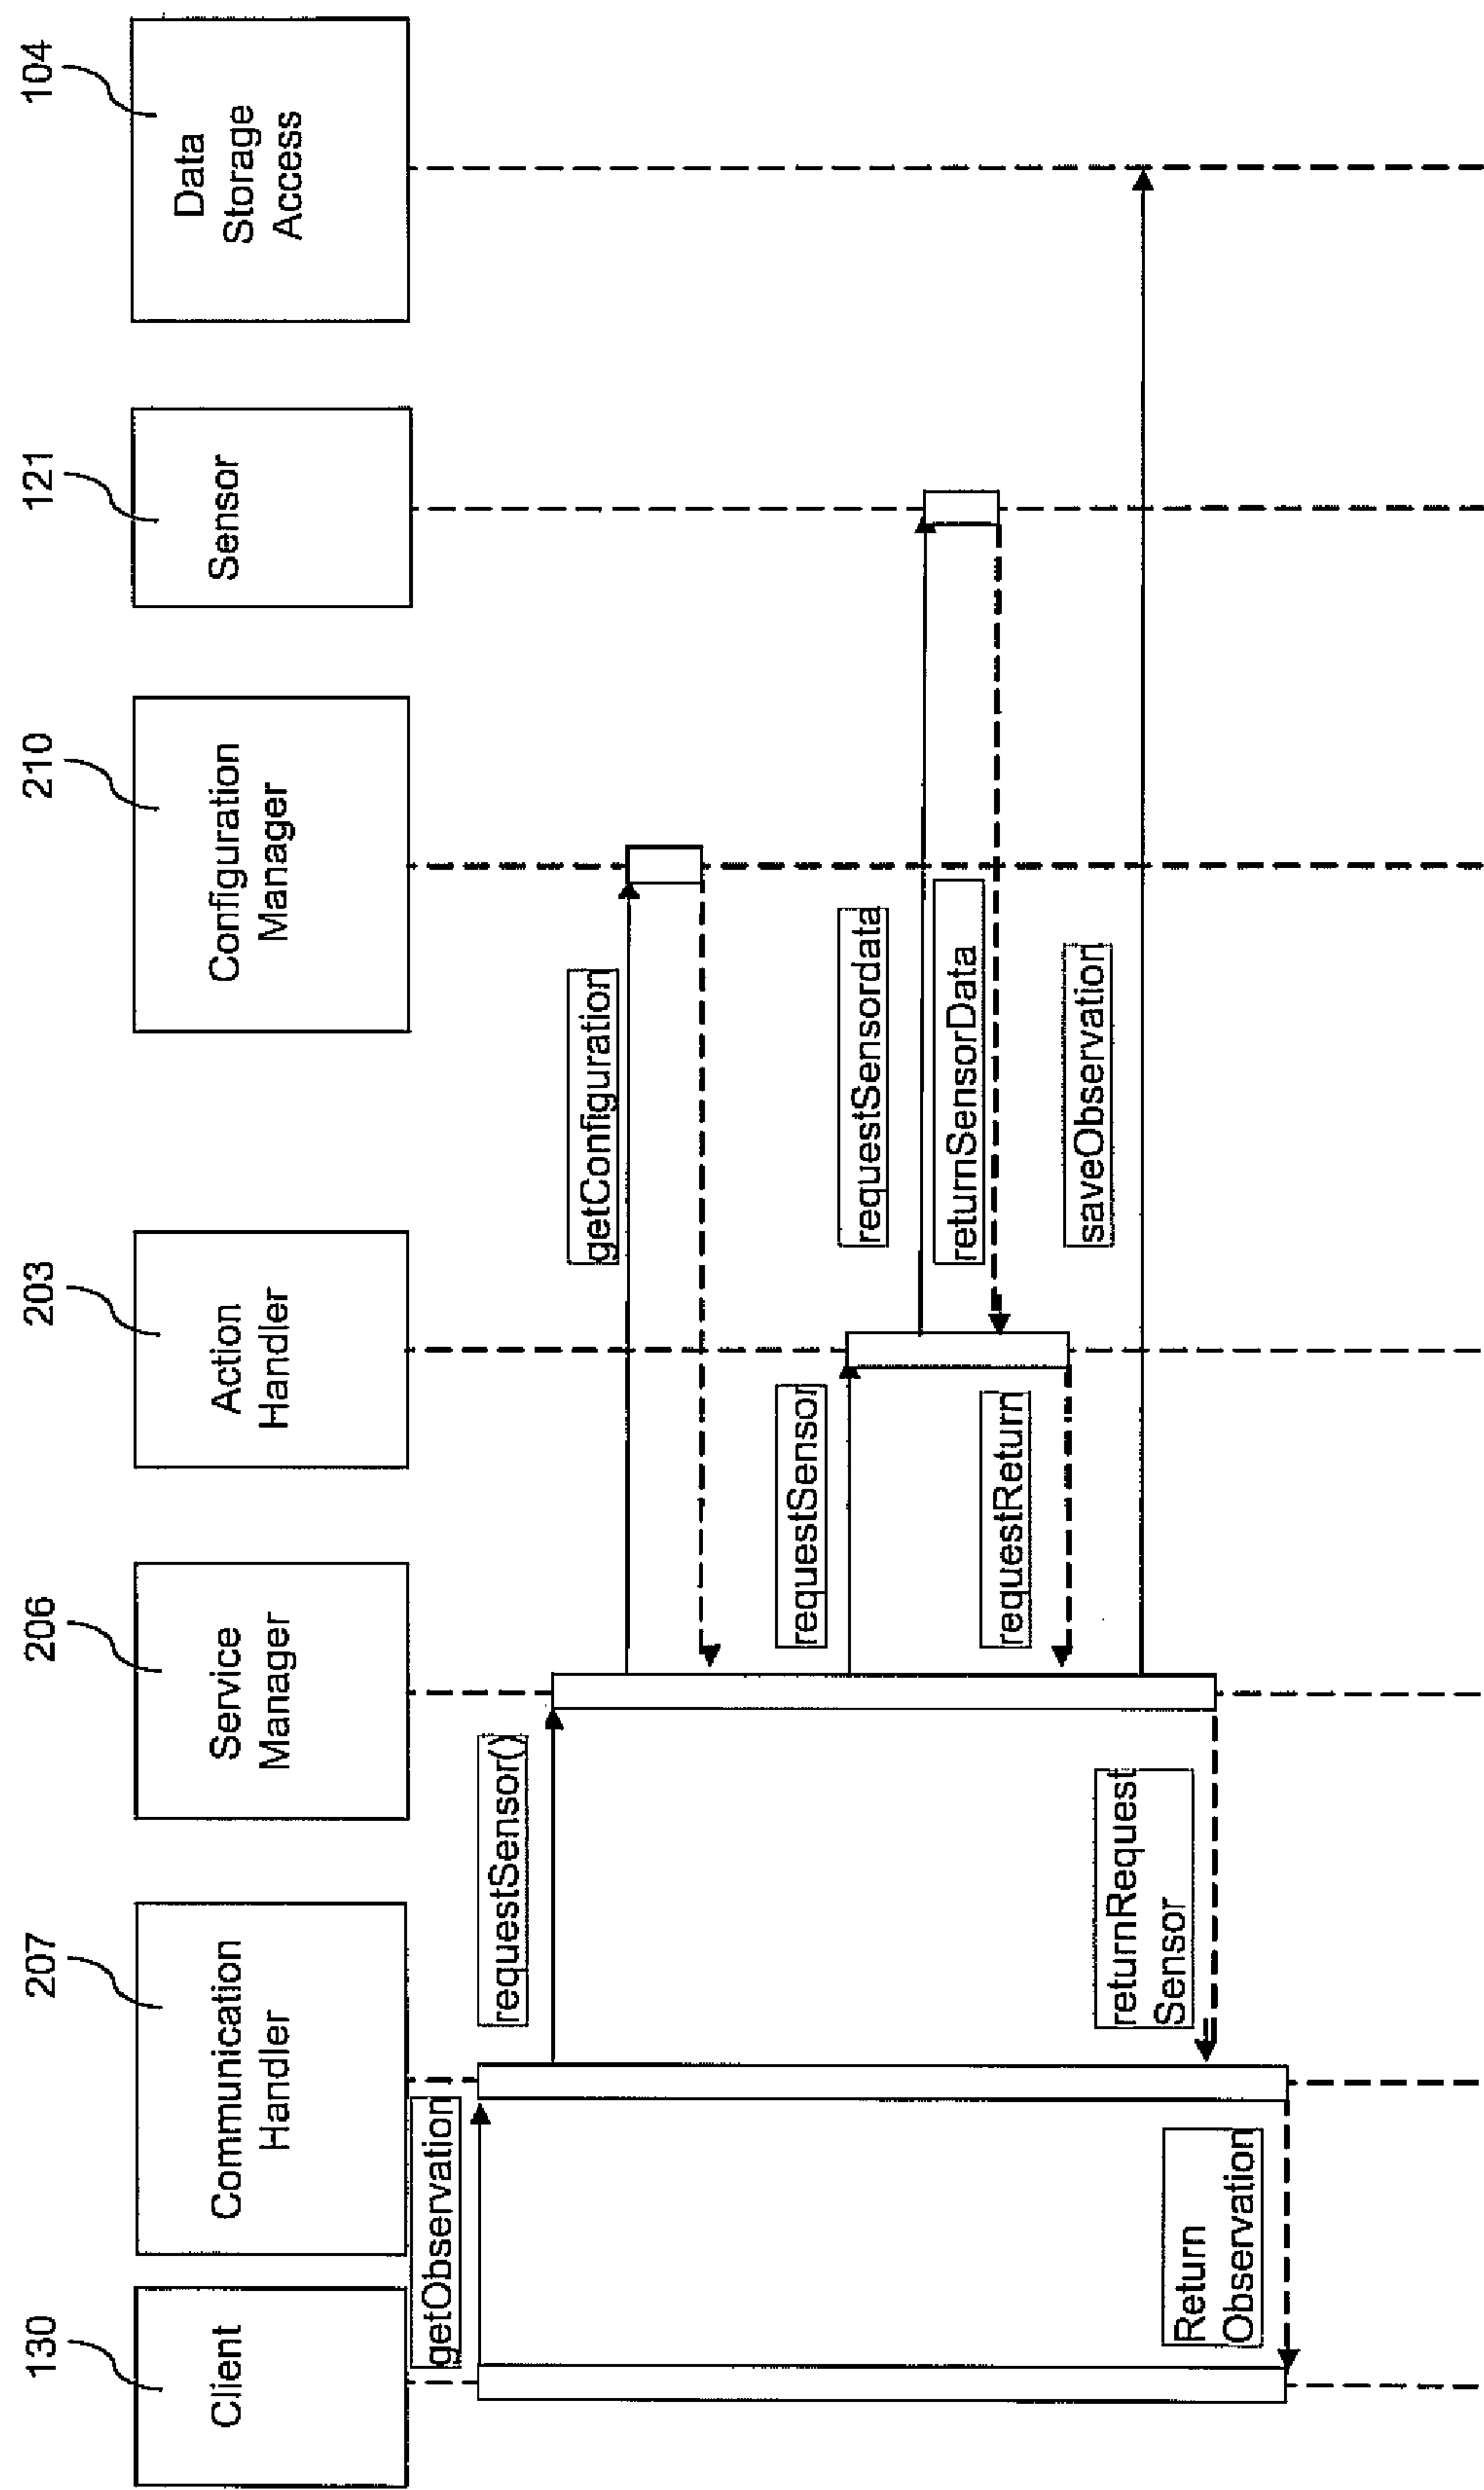 130
207
206
203
210
121
104
Client
Communication
Handler
Service
Manager
Action
Handler
Configuration
Manager
Sensor
Data
Storage
Access
getObservation
requestSensor()
getConfiguration
requestSensor
requestSensordata
returnSensorData
requestReturn
saveObservation
returnRequest
Sensor
Return
Observation